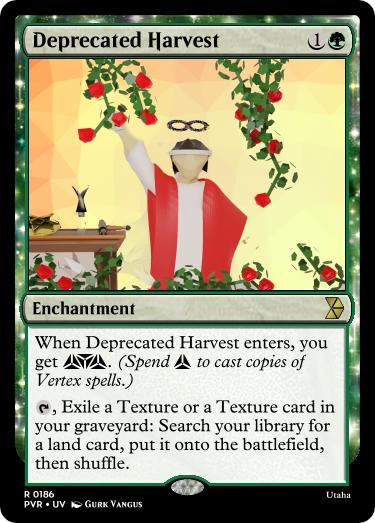 Deprecated Harvest 1
Enchantment
When Deprecated Harvest enters, you
get . (Spend to cast copies of
Vertex spells.)
, Exile a Texture or a Texture card in
your graveyard: Search your library for
a land card, put it onto the battlefield,
then shuffle.
R 0186
Utaha
PVR • UV Gurk Vangus